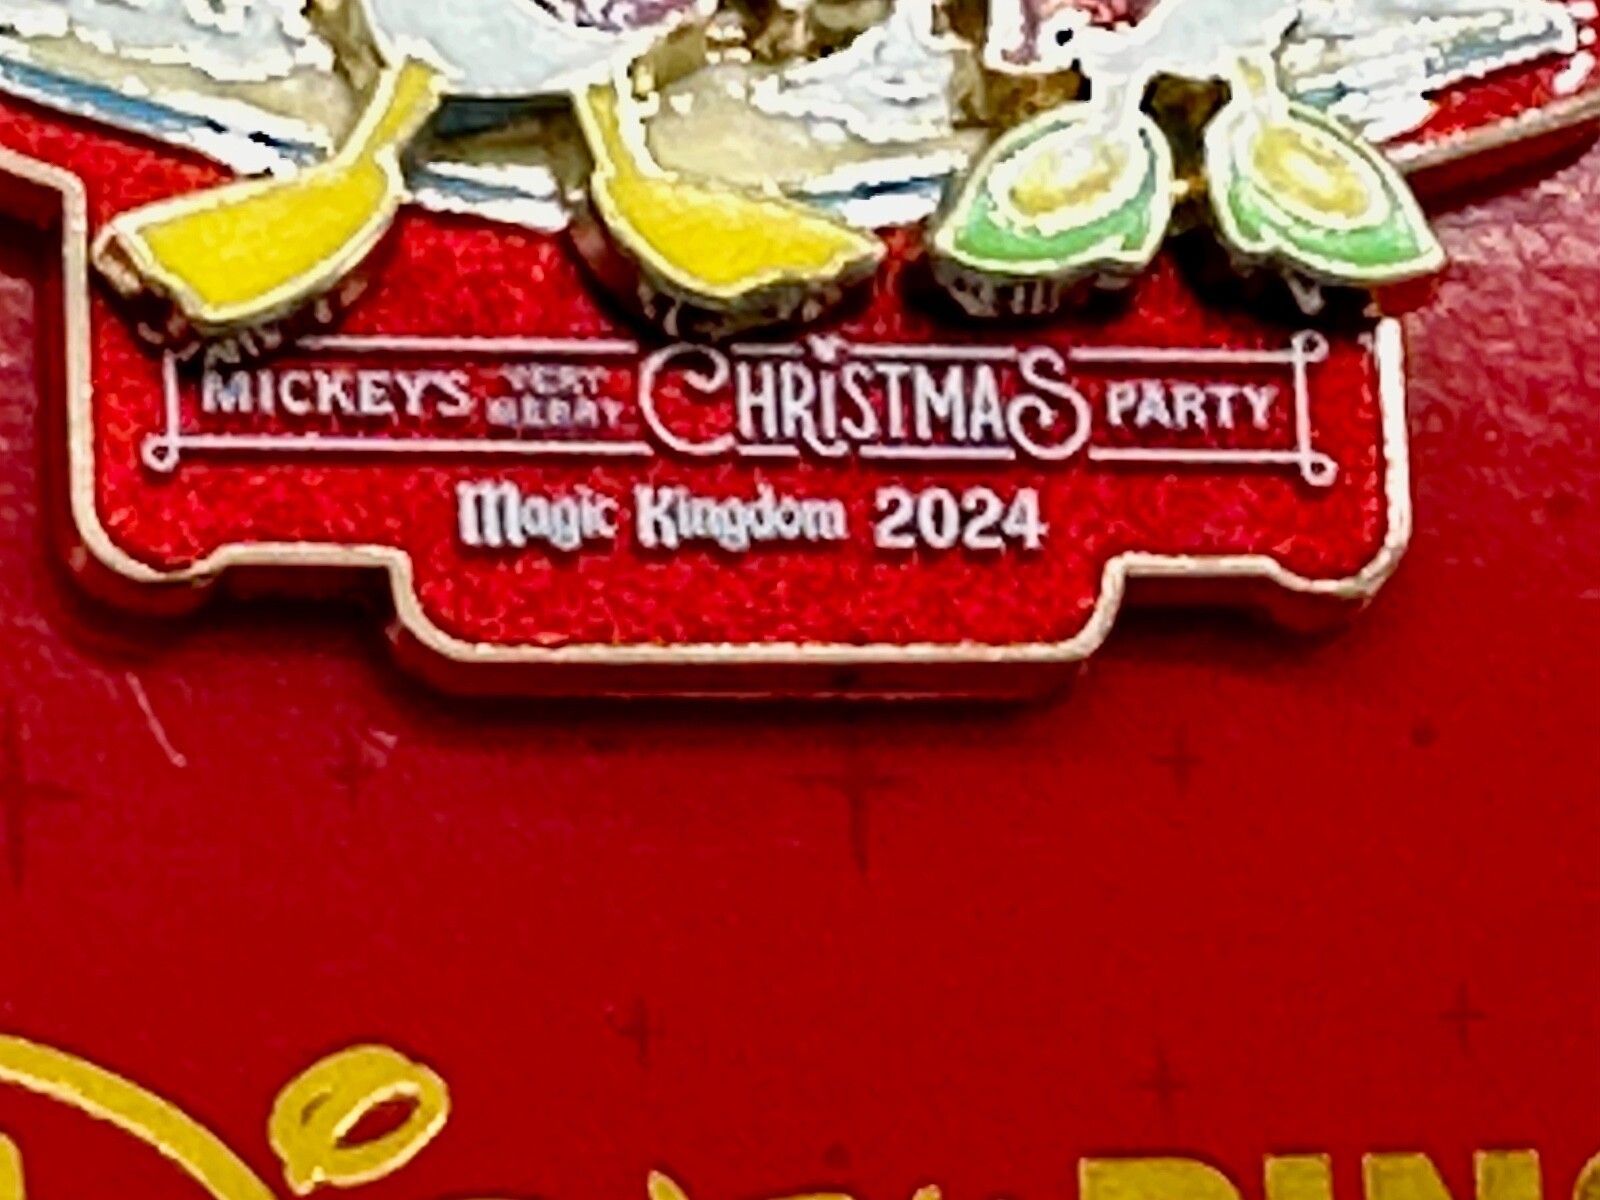 MICKEY'S VERY MERRY CHRISTMAS PARTY
Magic Kingdom 2024